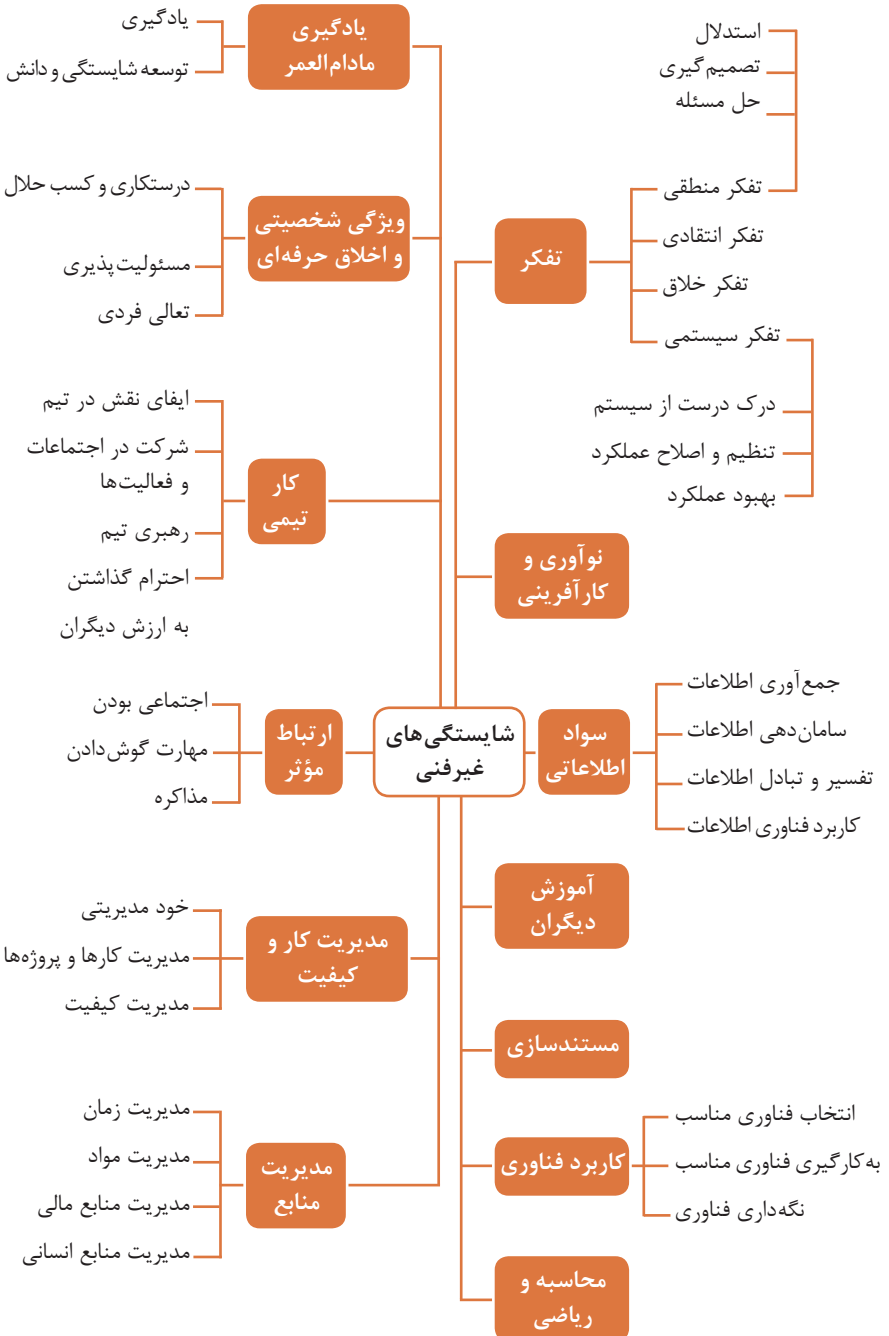 شایستگی‌های
غیرفنی
تفکر
استدلال
تصمیم‌گیری
حل مسئله
تفکر منطقی
تفکر انتقادی
تفکر خلاق
تفکر سیستمی
درک درست از سیستم
تنظیم و اصلاح عملکرد
بهبود عملکرد
نوآوری و
کارآفرینی
سواد
اطلاعاتی
جمع‌آوری اطلاعات
سامان‌دهی اطلاعات
تفسیر و تبادل اطلاعات
کاربرد فناوری اطلاعات
آموزش
دیگران
مستندسازی
کاربرد فناوری
انتخاب فناوری مناسب
به‌کارگیری فناوری مناسب
نگه‌داری فناوری
محاسبه و
ریاضی
یادگیری
مادام‌العمر
یادگیری
توسعه شایستگی و دانش
ویژگی شخصیتی
و اخلاق حرفه‌ای
درستکاری و کسب حلال
مسئولیت‌پذیری
تعالی فردی
کار
تیمی
ایفای نقش در تیم
شرکت در اجتماعات
و فعالیت‌ها
رهبری تیم
احترام گذاشتن
به ارزش دیگران
ارتباط
مؤثر
اجتماعی بودن
مهارت گوش‌دادن
مذاکره
مدیریت کار و
کیفیت
خود مدیریتی
مدیریت کارها و پروژه‌ها
مدیریت کیفیت
مدیریت
منابع
مدیریت زمان
مدیریت مواد
مدیریت منابع مالی
مدیریت منابع انسانی